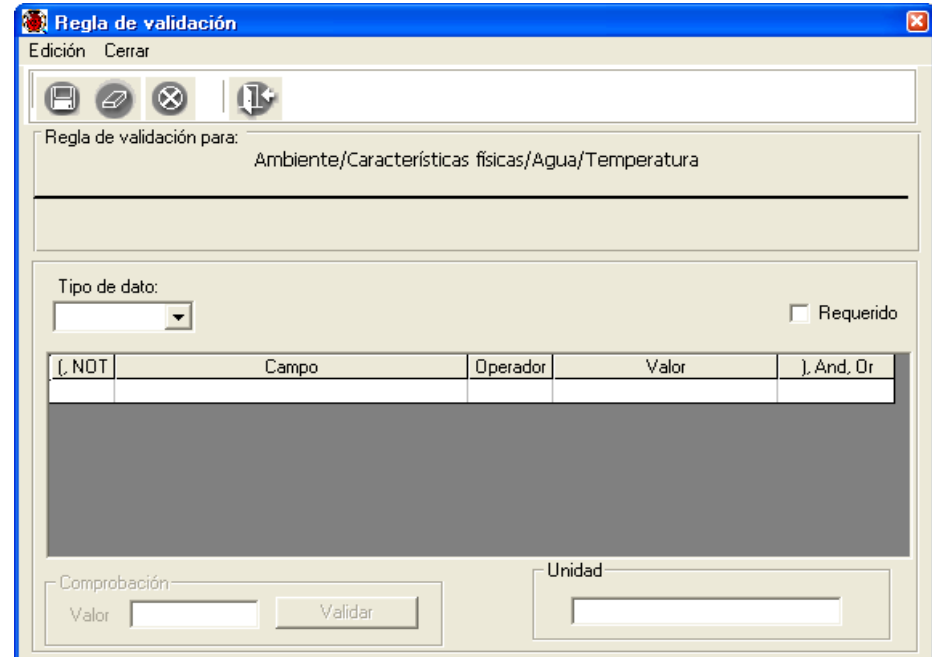 Regla de validación
Edición Cerrar
Regla de validación para:
Ambiente/Características físicas/Agua/Temperatura
Tipo de dato:
Requerido
(, NOT Campo Operador Valor ), And, Or
Comprobación
Valor Validar
Unidad